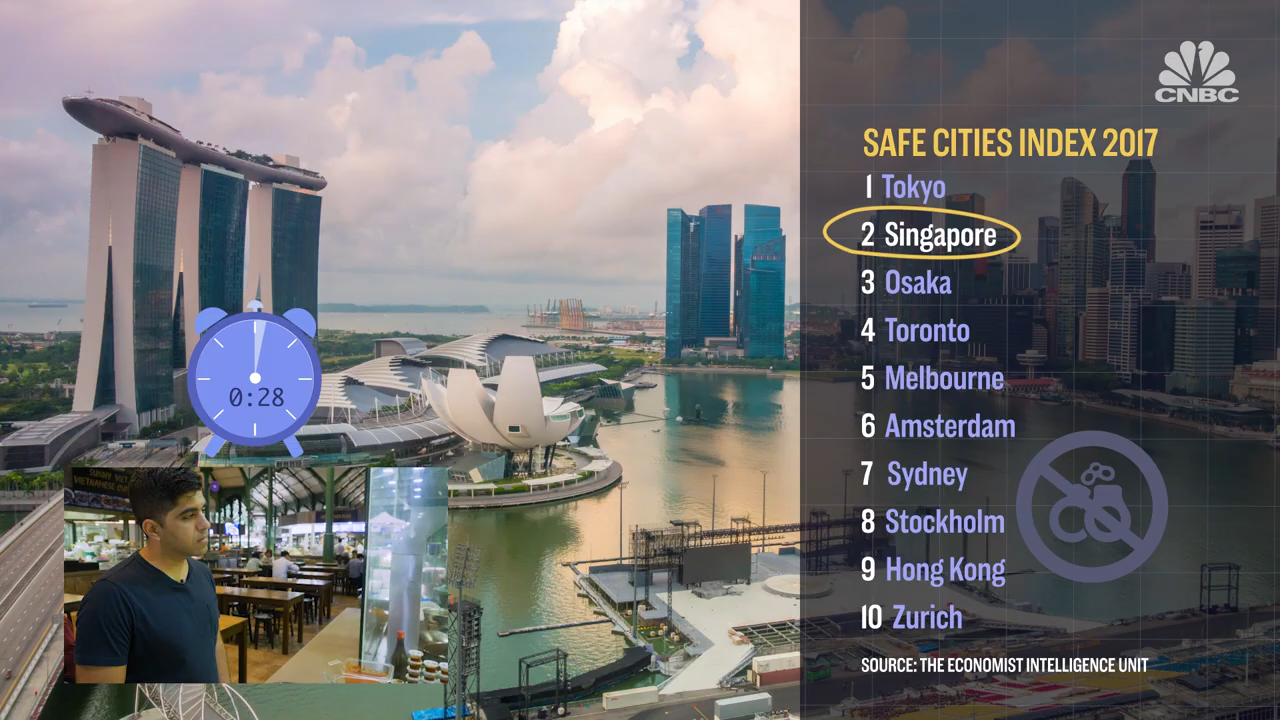 CNBC
SAFE CITIES INDEX 2017
1 Tokyo
2 Singapore
3 Osaka
4 Toronto
5 Melbourne
6 Amsterdam
7 Sydney
8 Stockholm
9 Hong Kong
10 Zurich
SOURCE: THE ECONOMIST INTELLIGENCE UNIT
0:28
VIETNAMESE